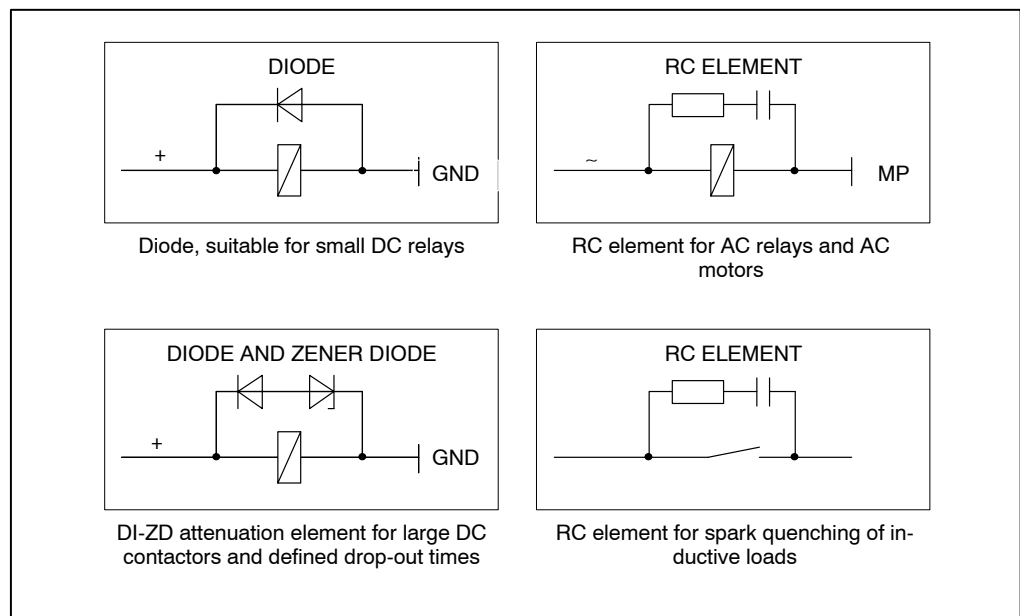 DIODE
+
GND
Diode, suitable for small DC relays
RC ELEMENT
~
MP
RC element for AC relays and AC
motors
DIODE AND ZENER DIODE
+
GND
DI-ZD attenuation element for large DC
contactors and defined drop-out times
RC ELEMENT
RC element for spark quenching of in-
ductive loads